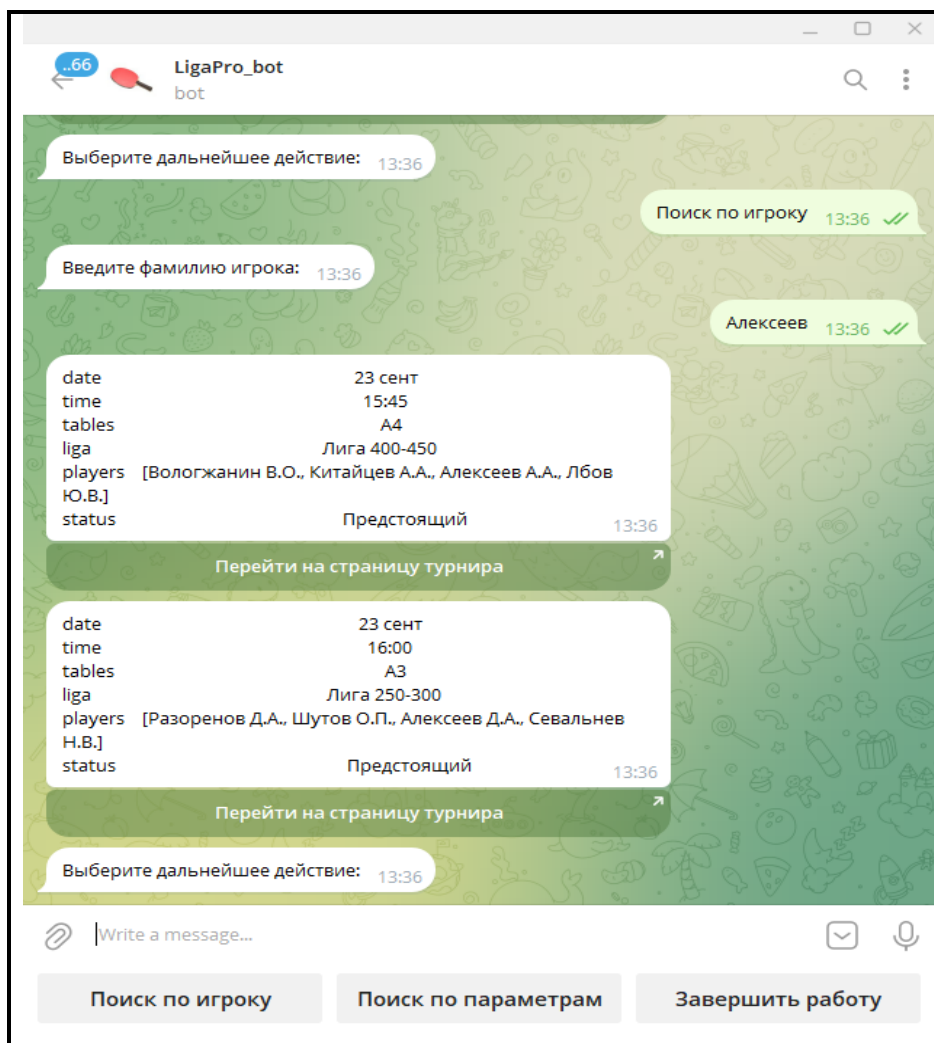 ..66
LigaPro_bot
bot
Выберите дальнейшее действие: 13:36
Поиск по игроку 13:36
Введите фамилию игрока: 13:36
Алексеев 13:36
date 23 сент
time 15:45
tables А4
liga Лига 400-450
players [Вологжанин В.О., Китайцев А.А., Алексеев А.А., Лбов
Ю.В.]
status Предстоящий 13:36
Перейти на страницу турнира
date 23 сент
time 16:00
tables А3
liga Лига 250-300
players [Разоренов Д.А., Шутов О.П., Алексеев Д.А., Севальнев
Н.В.]
status Предстоящий 13:36
Перейти на страницу турнира
Выберите дальнейшее действие: 13:36
Write a message...
Поиск по игроку Поиск по параметрам Завершить работу